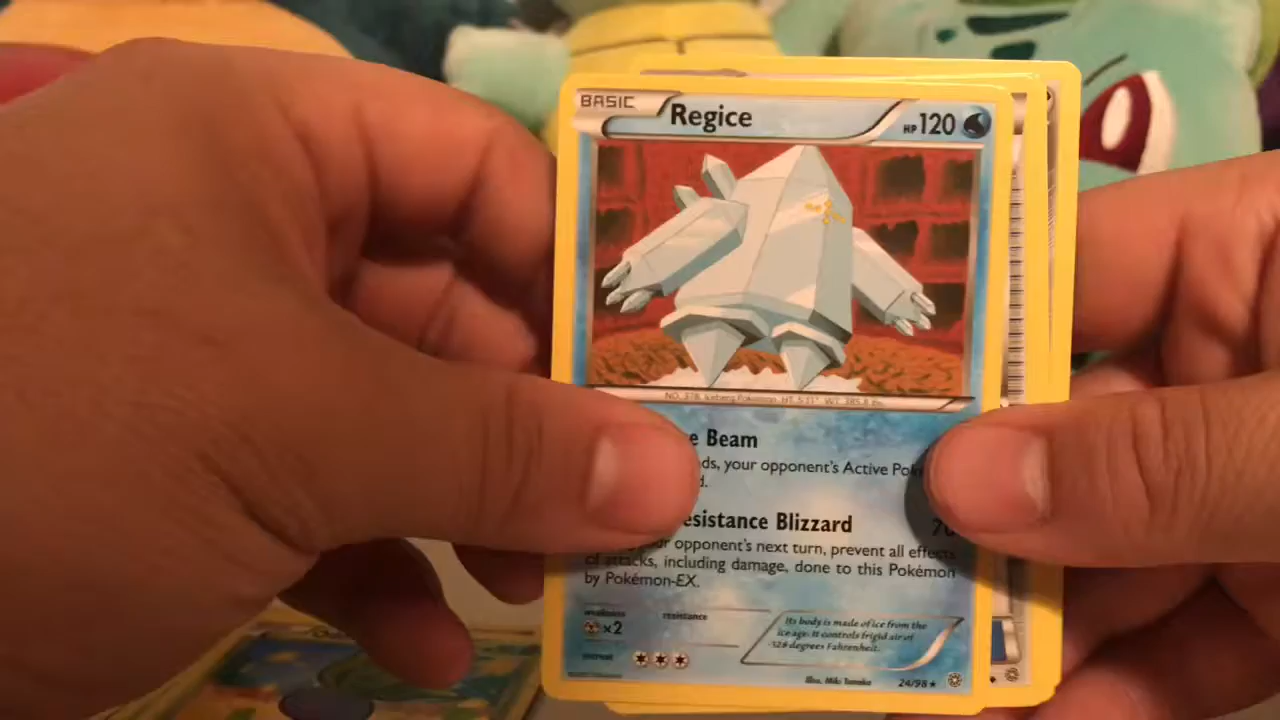 BASIC
Regice
HP 120
NO. 378 Iceberg Pokémon HT: 5'11" WT: 385.8 lbs.
e Beam
ds, your opponent's Active Pok
d.
esistance Blizzard 70
our opponent's next turn, prevent all effects
of attacks, including damage, done to this Pokémon
by Pokémon-EX.
weakness
×2
resistance
retreat
Its body is made of ice from the
ice age. It controls frigid air of
-328 degrees Fahrenheit.
Illus. Miki Tanaka
24/98